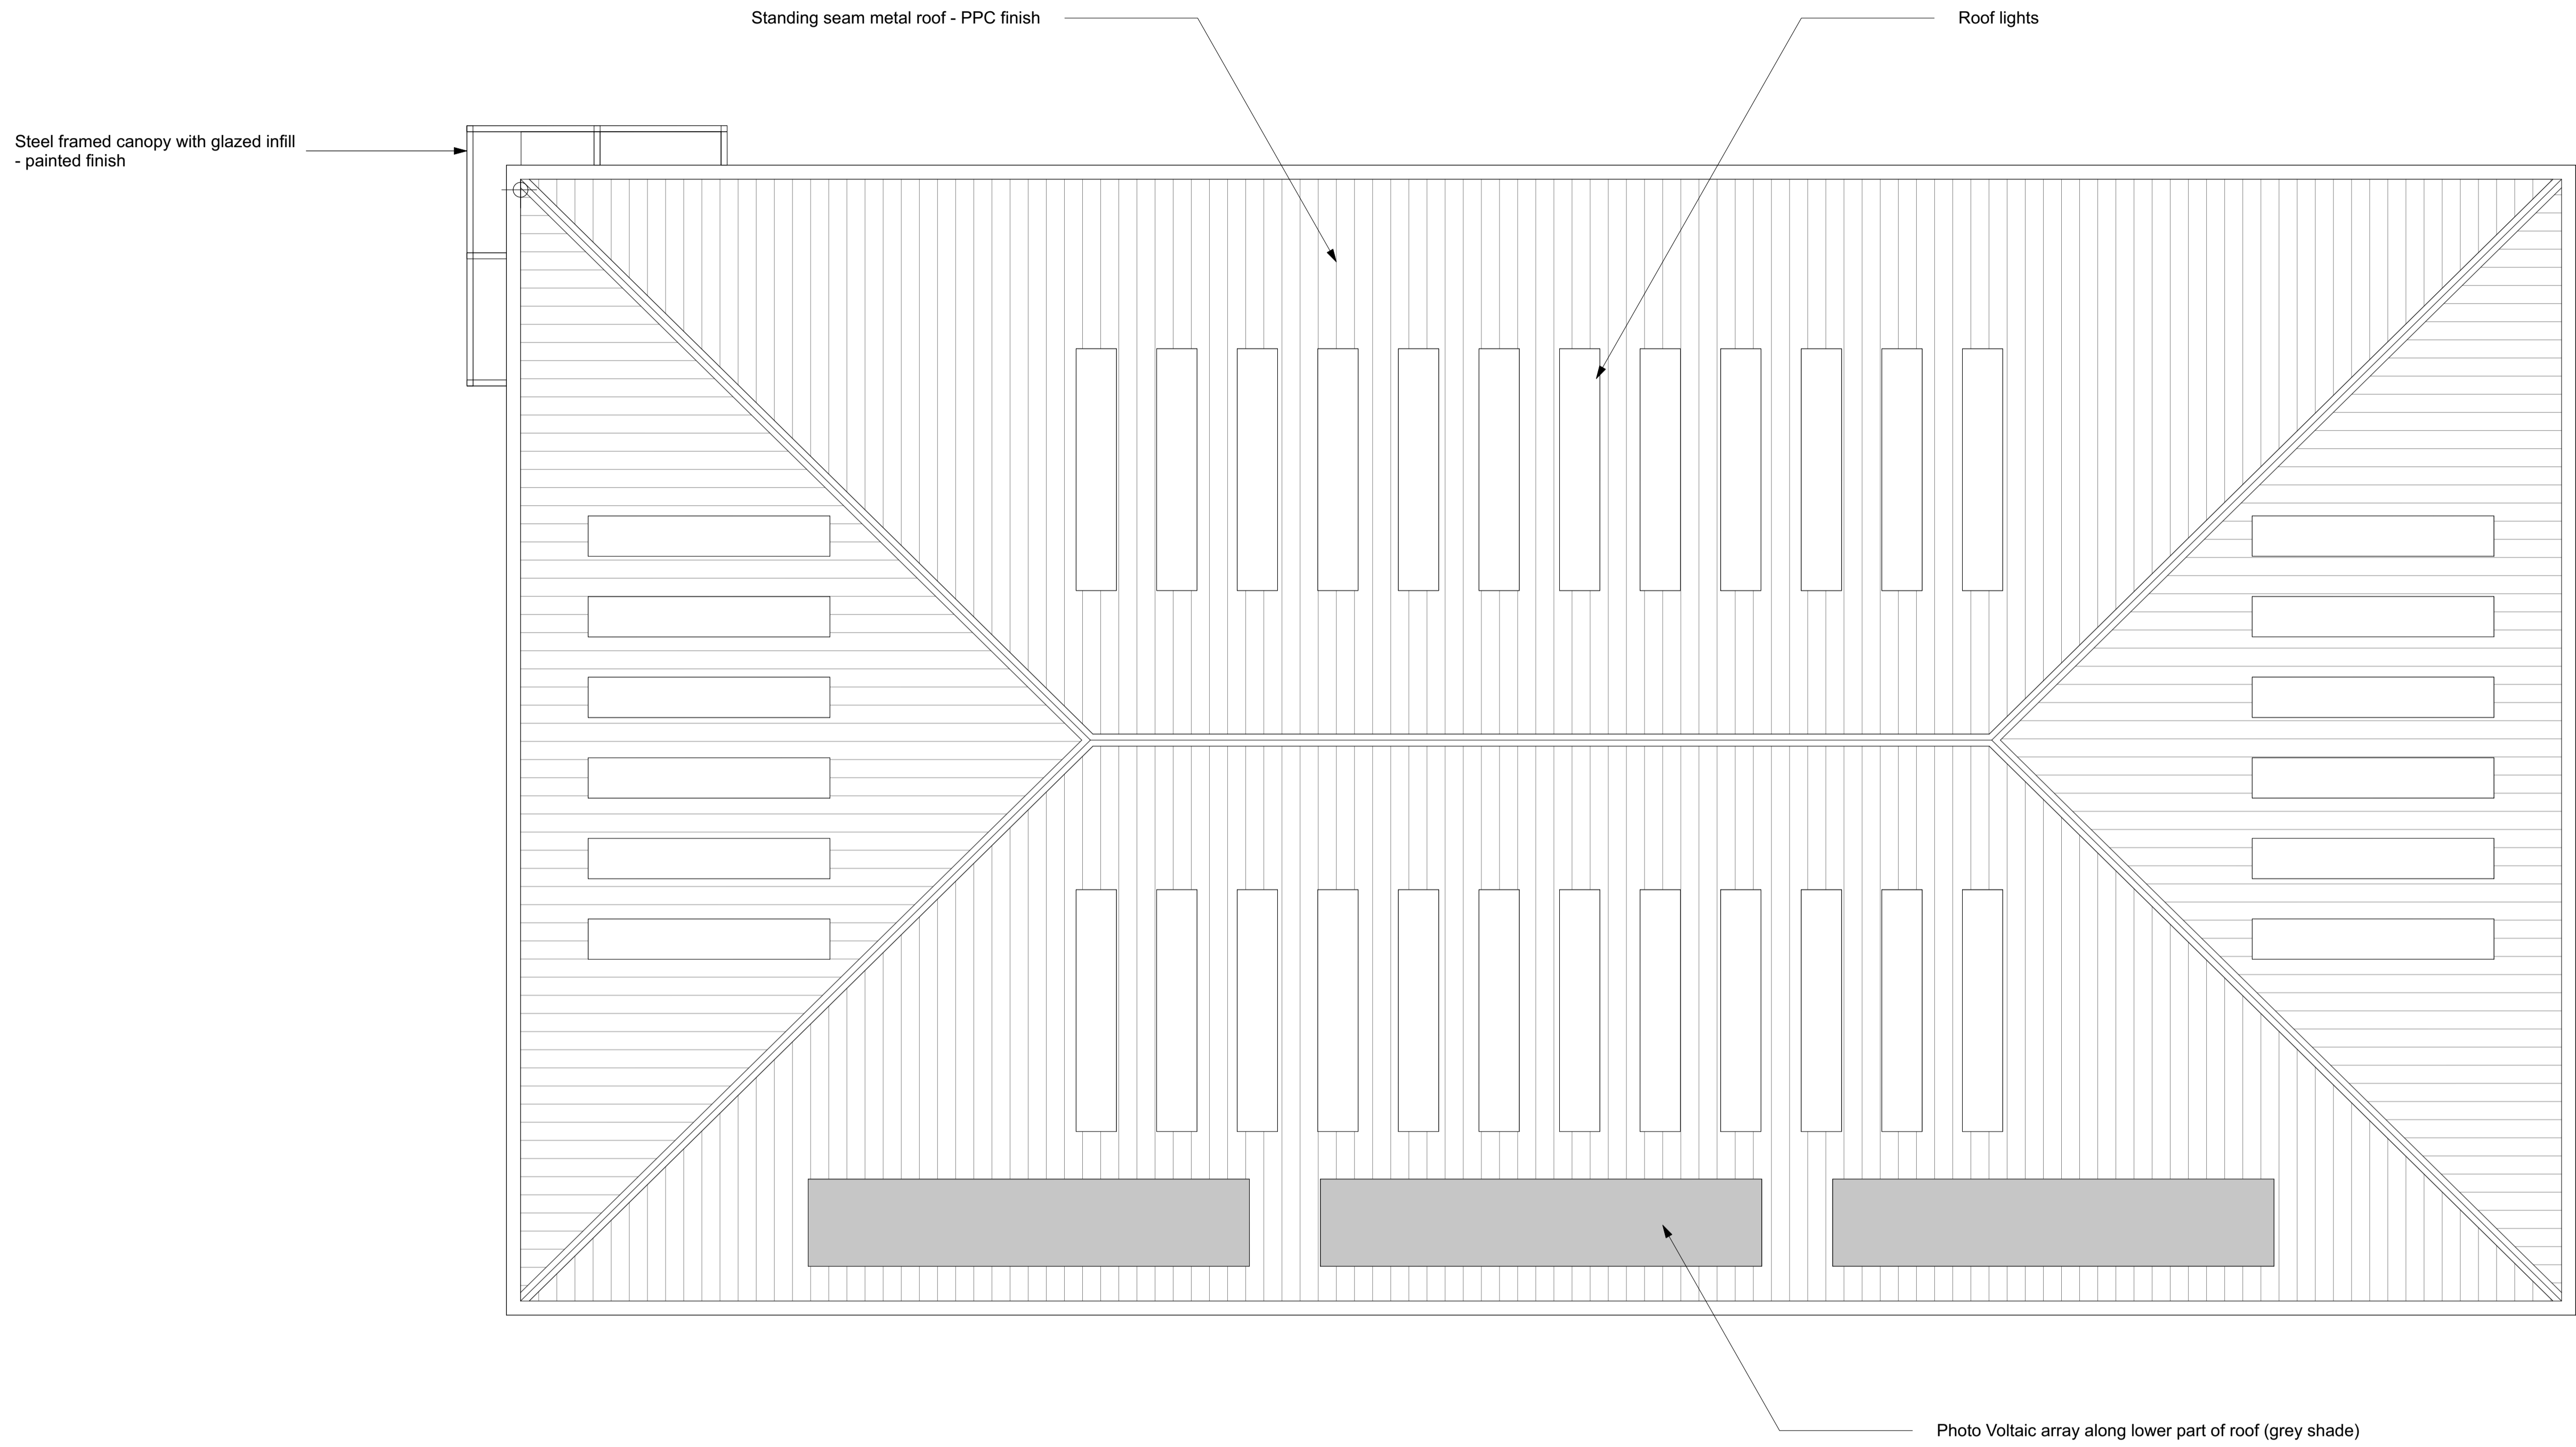 Standing seam metal roof - PPC finish
Roof lights
Steel framed canopy with glazed infill
- painted finish
Photo Voltaic array along lower part of roof (grey shade)